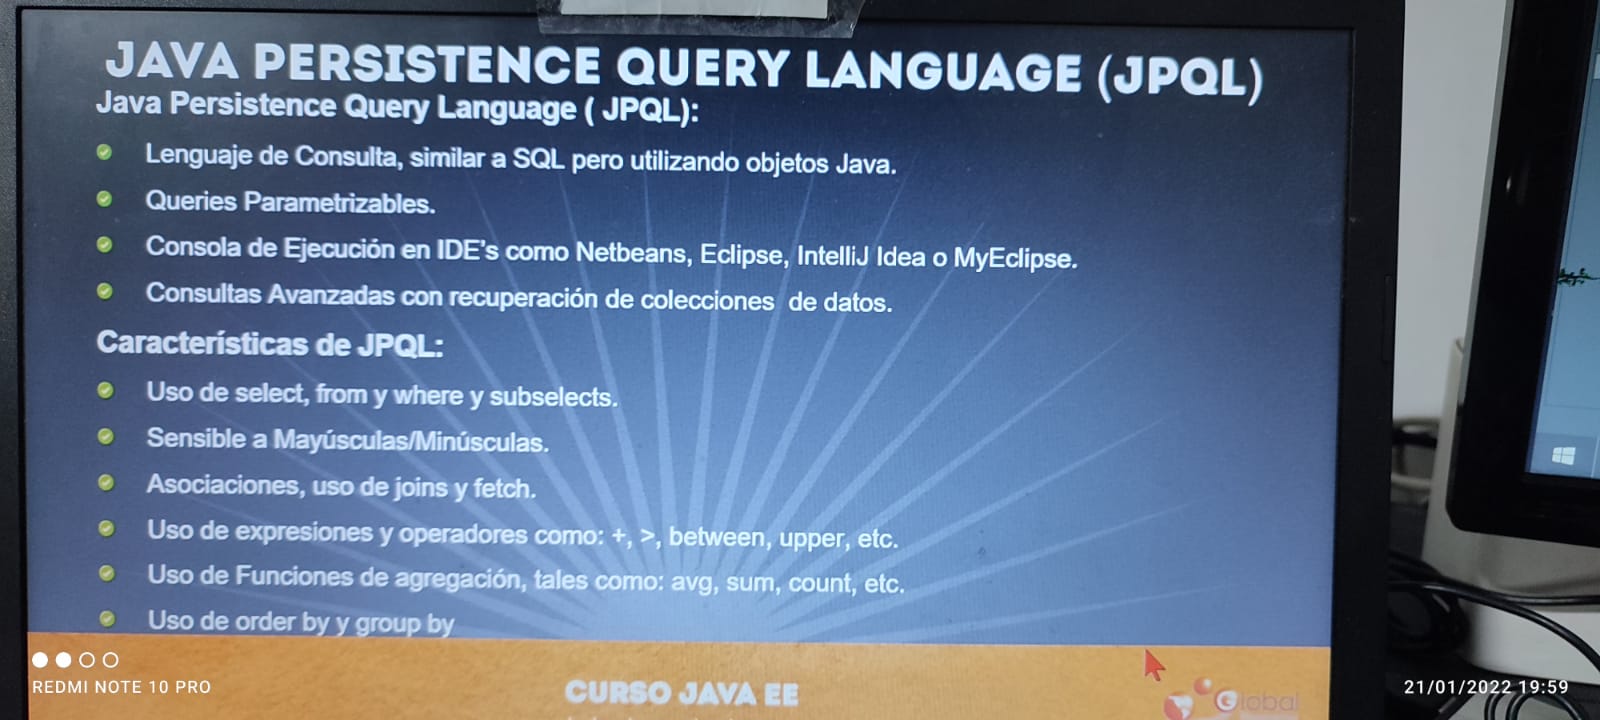 JAVA PERSISTENCE QUERY LANGUAGE (JPQL)
Java Persistence Query Language ( JPQL):
Lenguaje de Consulta, similar a SQL pero utilizando objetos Java.
Queries Parametrizables.
Consola de Ejecución en IDE's como Netbeans, Eclipse, IntelliJ Idea o MyEclipse.
Consultas Avanzadas con recuperación de colecciones de datos.
Características de JPQL:
Uso de select, from y where y subselects.
Sensible a Mayúsculas/Minúsculas.
Asociaciones, uso de joins y fetch.
Uso de expresiones y operadores como: +, >, between, upper, etc.
Uso de Funciones de agregación, tales como: avg, sum, count, etc.
Uso de order by y group by
CURSO JAVA EE
Global
REDMI NOTE 10 PRO
21/01/2022 19:59